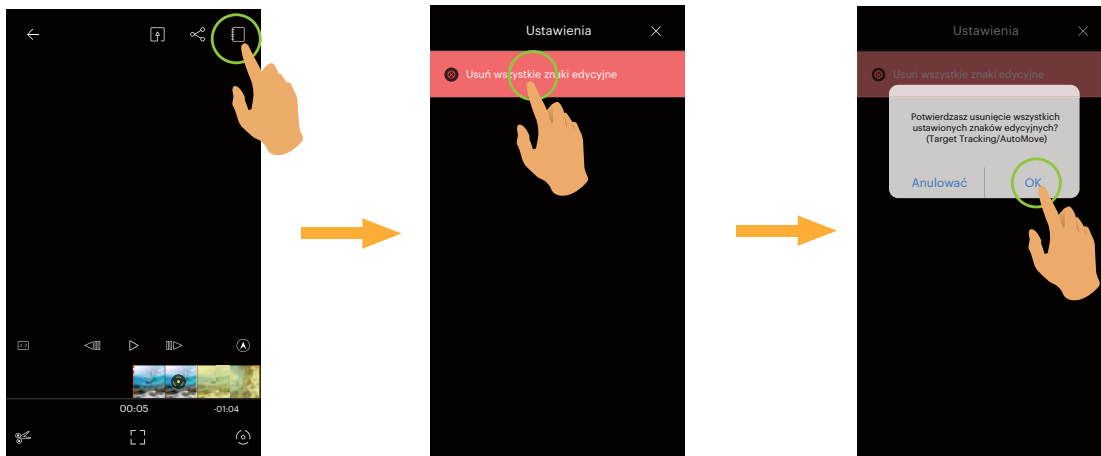 00:05
-01:04
Ustawienia
Usuń wszystkie znaki edycyjne
Ustawienia
Usuń wszystkie znaki edycyjne
Potwierdzasz usunięcie wszystkich
ustawionych znaków edycyjnych?
(Target Tracking/AutoMove)
Anulować
OK